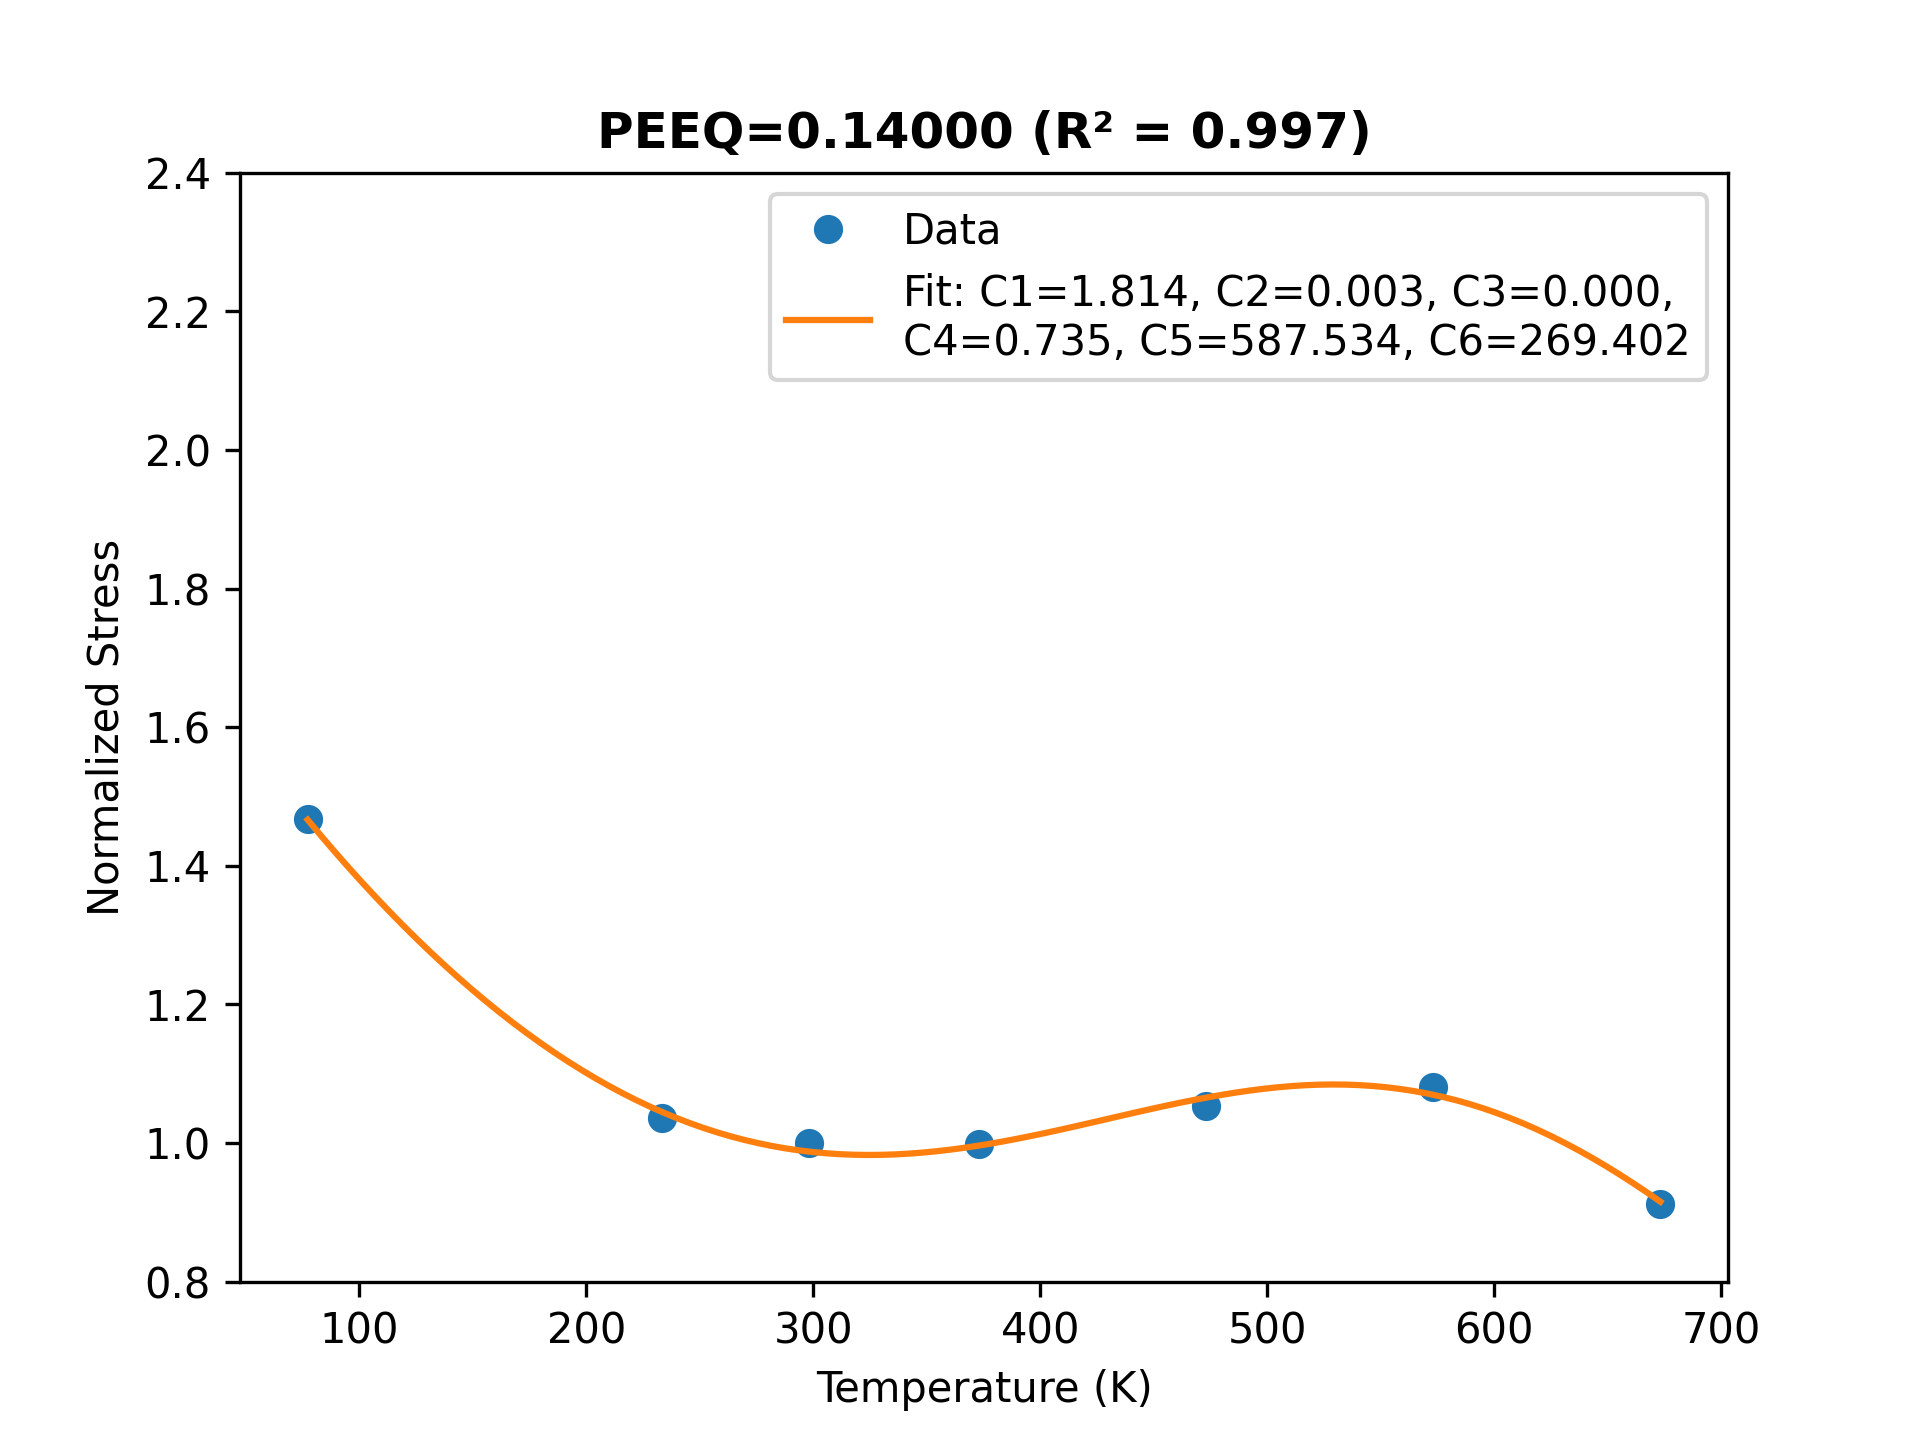 PEEQ=0.14000 (R² = 0.997)
2.4
2.2
2.0
1.8
1.6
1.4
1.2
1.0
0.8
Normalized Stress
Data
Fit: C1=1.814, C2=0.003, C3=0.000,
C4=0.735, C5=587.534, C6=269.402
100 200 300 400 500 600 700
Temperature (K)